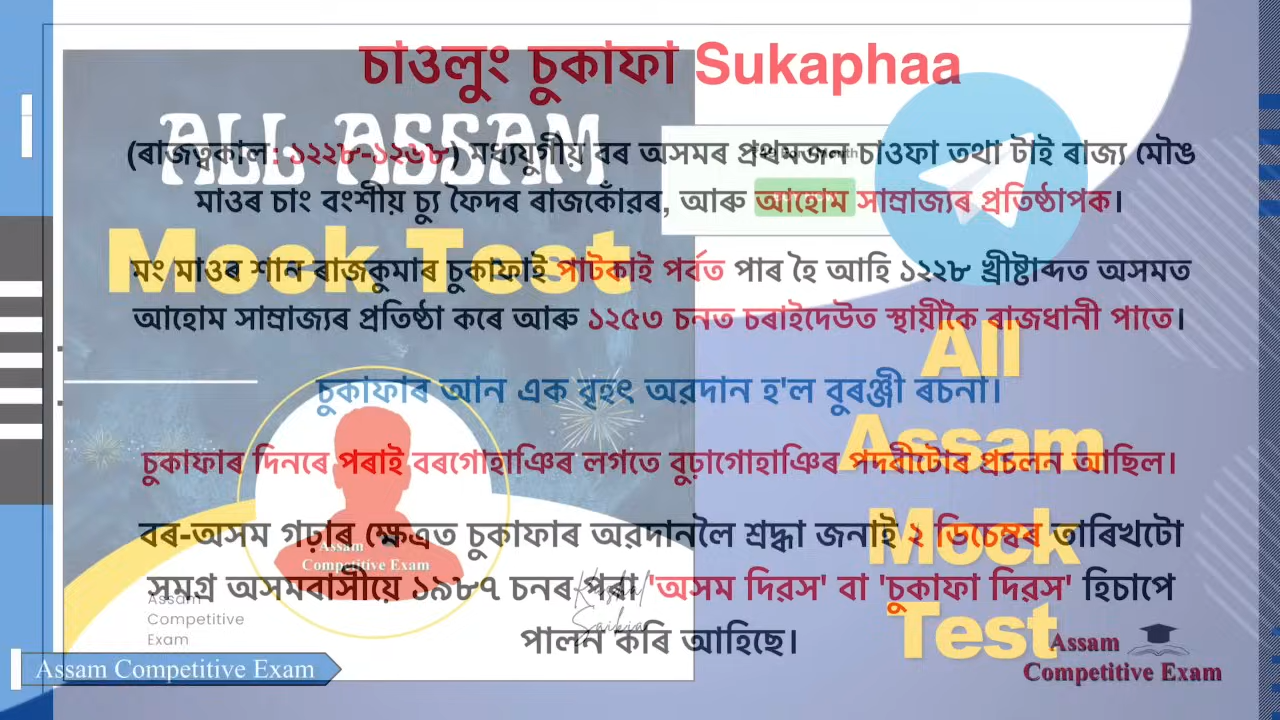 চাওলুং চুকাফা Sukaphaa
ALL ASSAM
(ৰাজত্বকাল: ১২২৮-১২৬৮) মধ্যযুগীয় বৰ অসমৰ প্ৰথমজন চাওফা তথা টাই ৰাজ্য মৌঙ
মাওৰ চাং বংশীয় চ্যু ফৈদৰ ৰাজকোঁৱৰ, আৰু আহোম সাম্ৰাজ্যৰ প্ৰতিষ্ঠাপক।
Mock Test
মং মাওৰ শান ৰাজকুমাৰ চুকাফাই পাটকাই পৰ্বত পাৰ হৈ আহি ১২২৮ খ্ৰীষ্টাব্দত অসমত
আহোম সাম্ৰাজ্যৰ প্ৰতিষ্ঠা কৰে আৰু ১২৫৩ চনত চৰাইদেউত স্থায়ীকৈ ৰাজধানী পাতে।
All
চুকাফাৰ আন এক বৃহৎ অৱদান হ'ল বুৰঞ্জী ৰচনা।
Assam
চুকাফাৰ দিনৰে পৰাই বৰগোহাঞিৰ লগতে বুঢ়াগোহাঞিৰ পদবীটোৰ প্ৰচলন আছিল।
Mock
বৰ-অসম গঢ়াৰ ক্ষেত্ৰত চুকাফাৰ অৱদানলৈ শ্ৰদ্ধা জনাই ২ ডিচেম্বৰ তাৰিখটো
Assam
Competitive Exam
সমগ্ৰ অসমবাসীয়ে ১৯৮৭ চনৰ পৰা 'অসম দিৱস' বা 'চুকাফা দিৱস' হিচাপে
Assam
Competitive
Exam
Saikia
Test
পালন কৰি আহিছে।
Assam Competitive Exam
Assam
Competitive Exam